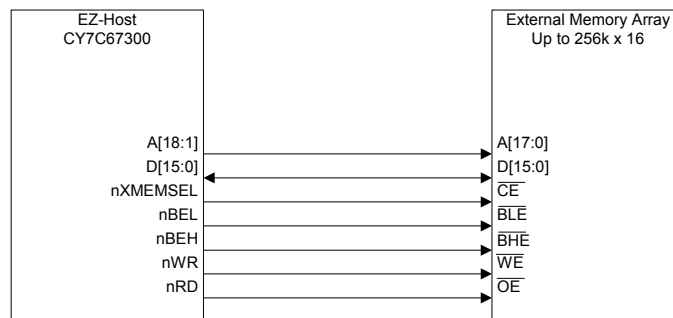 EZ-Host
CY7C67300
External Memory Array
Up to 256k x 16
A[18:1]
A[17:0]
D[15:0]
D[15:0]
nXMEMSEL
CE
nBEL
BLE
nBEH
BHE
nWR
WE
nRD
OE